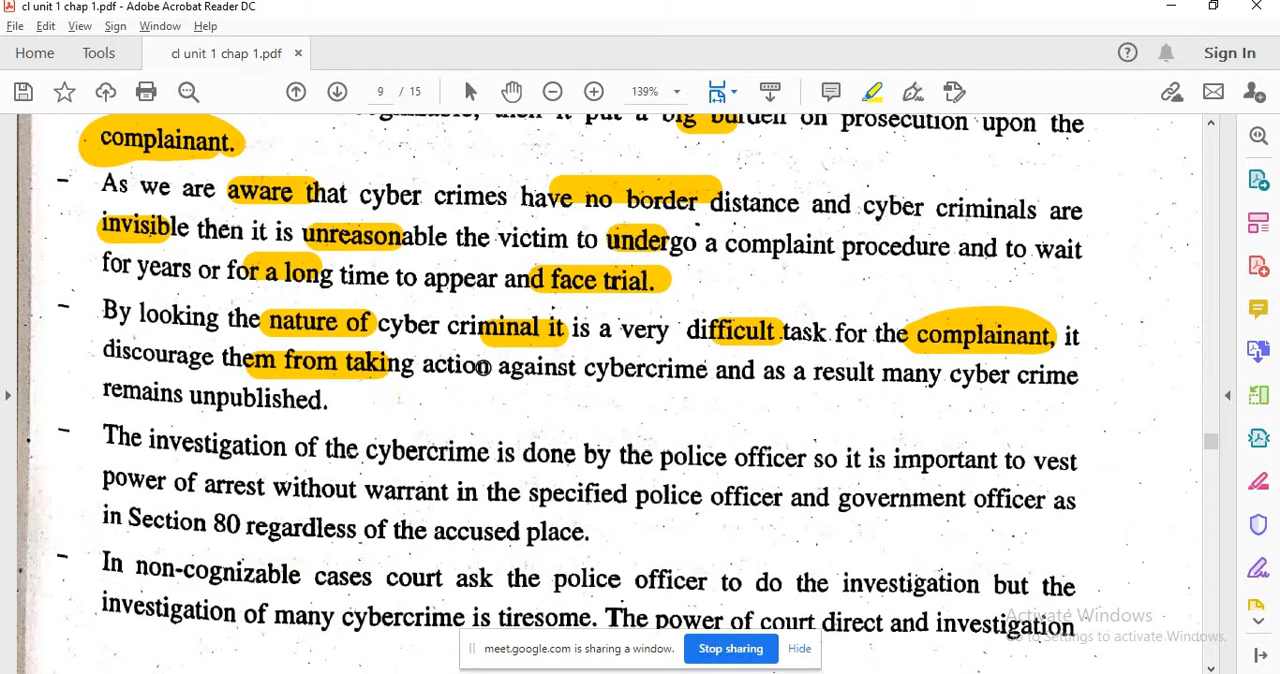 cl unit 1 chap 1.pdf - Adobe Acrobat Reader DC
File Edit View Sign Window Help
Home Tools cl unit 1 chap 1.pdf × Sign In
9 / 15 139%
then it put a big burden on prosecution upon the
complainant.
- As we are aware that cyber crimes have no border distance and cyber criminals are
invisible then it is unreasonable the victim to undergo a complaint procedure and to wait
for years or for a long time to appear and face trial.
- By looking the nature of cyber criminal it is a very difficult task for the complainant, it
discourage them from taking action against cybercrime and as a result many cyber crime
remains unpublished.
- The investigation of the cybercrime is done by the police officer so it is important to vest
power of arrest without warrant in the specified police officer and government officer as
in Section 80 regardless of the accused place.
- In non-cognizable cases court ask the police officer to do the investigation but the
investigation of many cybercrime is tiresome. The power of court direct and investigation
Activate Windows
Go to Settings to activate Windows.
meet.google.com is sharing a window. Stop sharing Hide